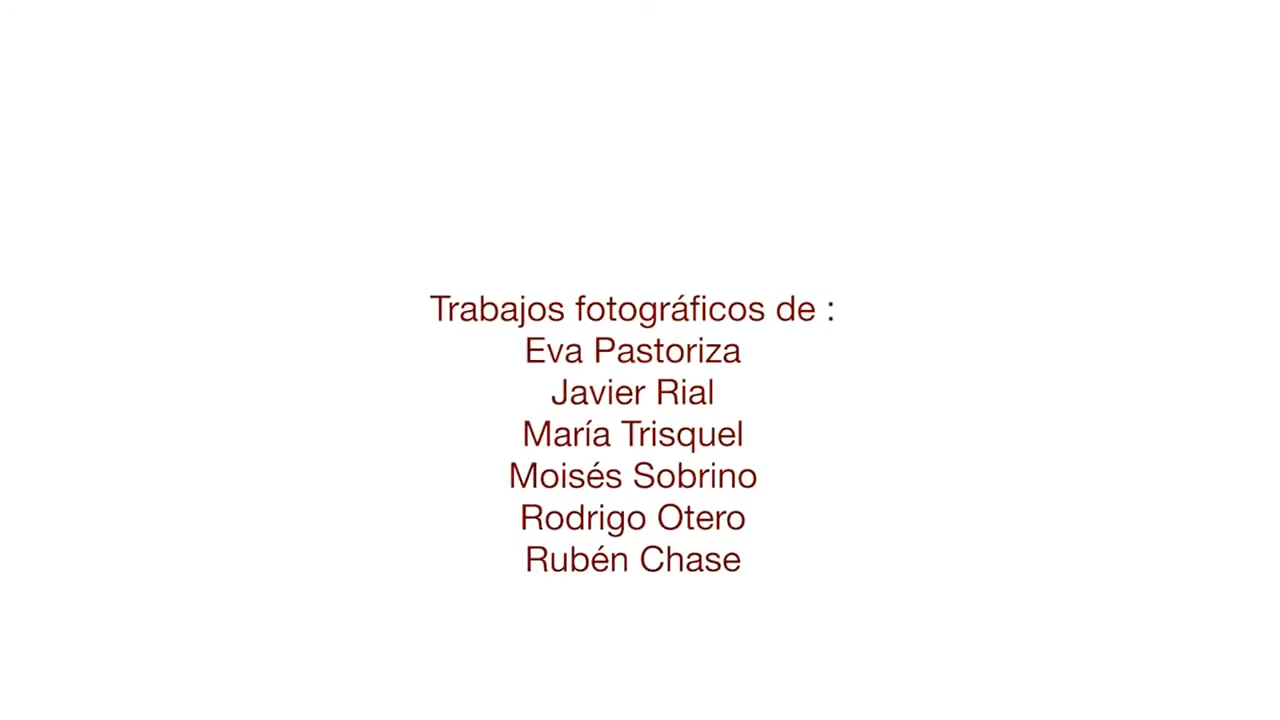 Trabajos fotográficos de :
Eva Pastoriza
Javier Rial
María Trisquel
Moisés Sobrino
Rodrigo Otero
Rubén Chase